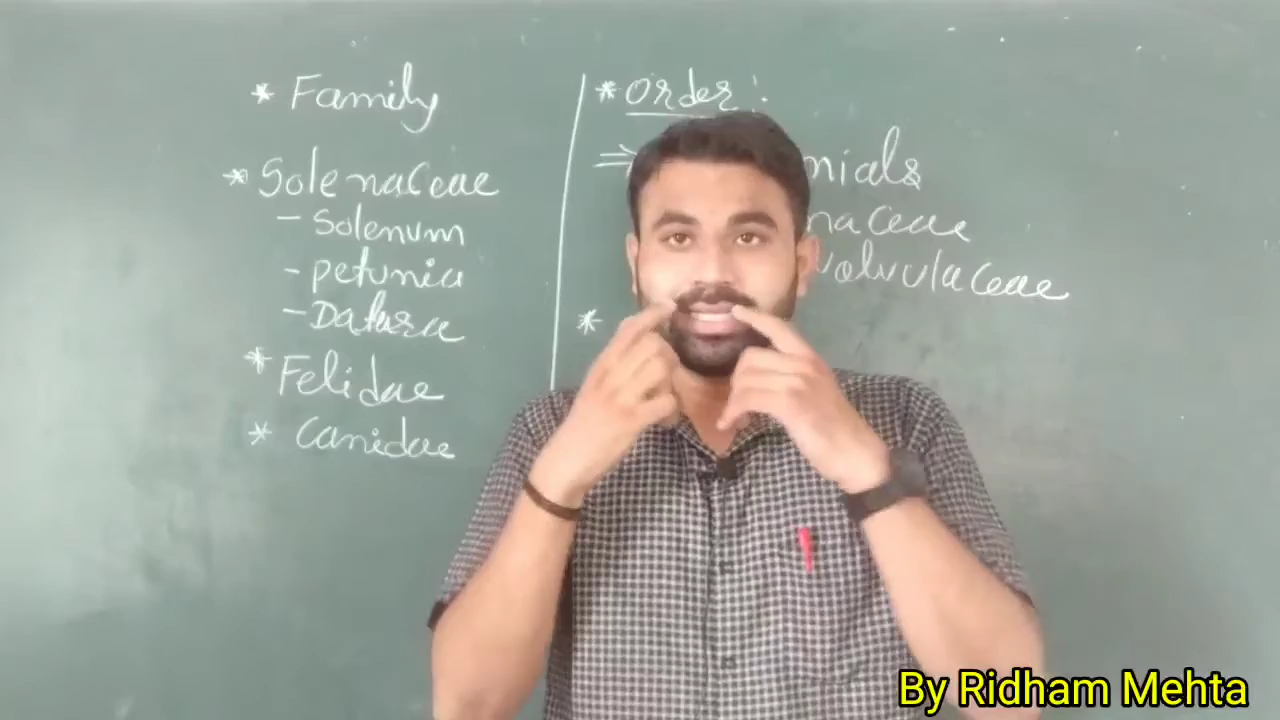 * Family
* Solenaceae
- Solenum
- petunia
- Datura
* Felidae
* Canidae
* Order :
⇒ nials
naceae
volvulaceae
*
By Ridham Mehta